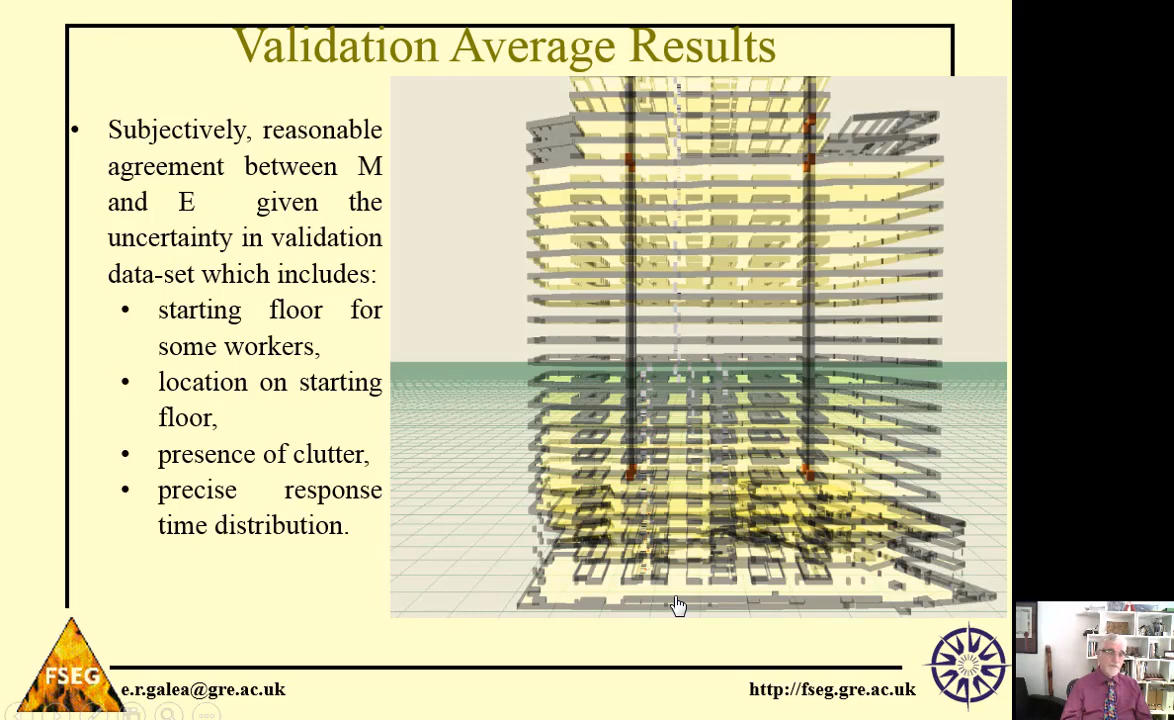 Validation Average Results
• Subjectively, reasonable
agreement between M
and E given the
uncertainty in validation
data-set which includes:
• starting floor for
some workers,
• location on starting
floor,
• presence of clutter,
• precise response
time distribution.
FSEG
e.r.galea@gre.ac.uk
http://fseg.gre.ac.uk